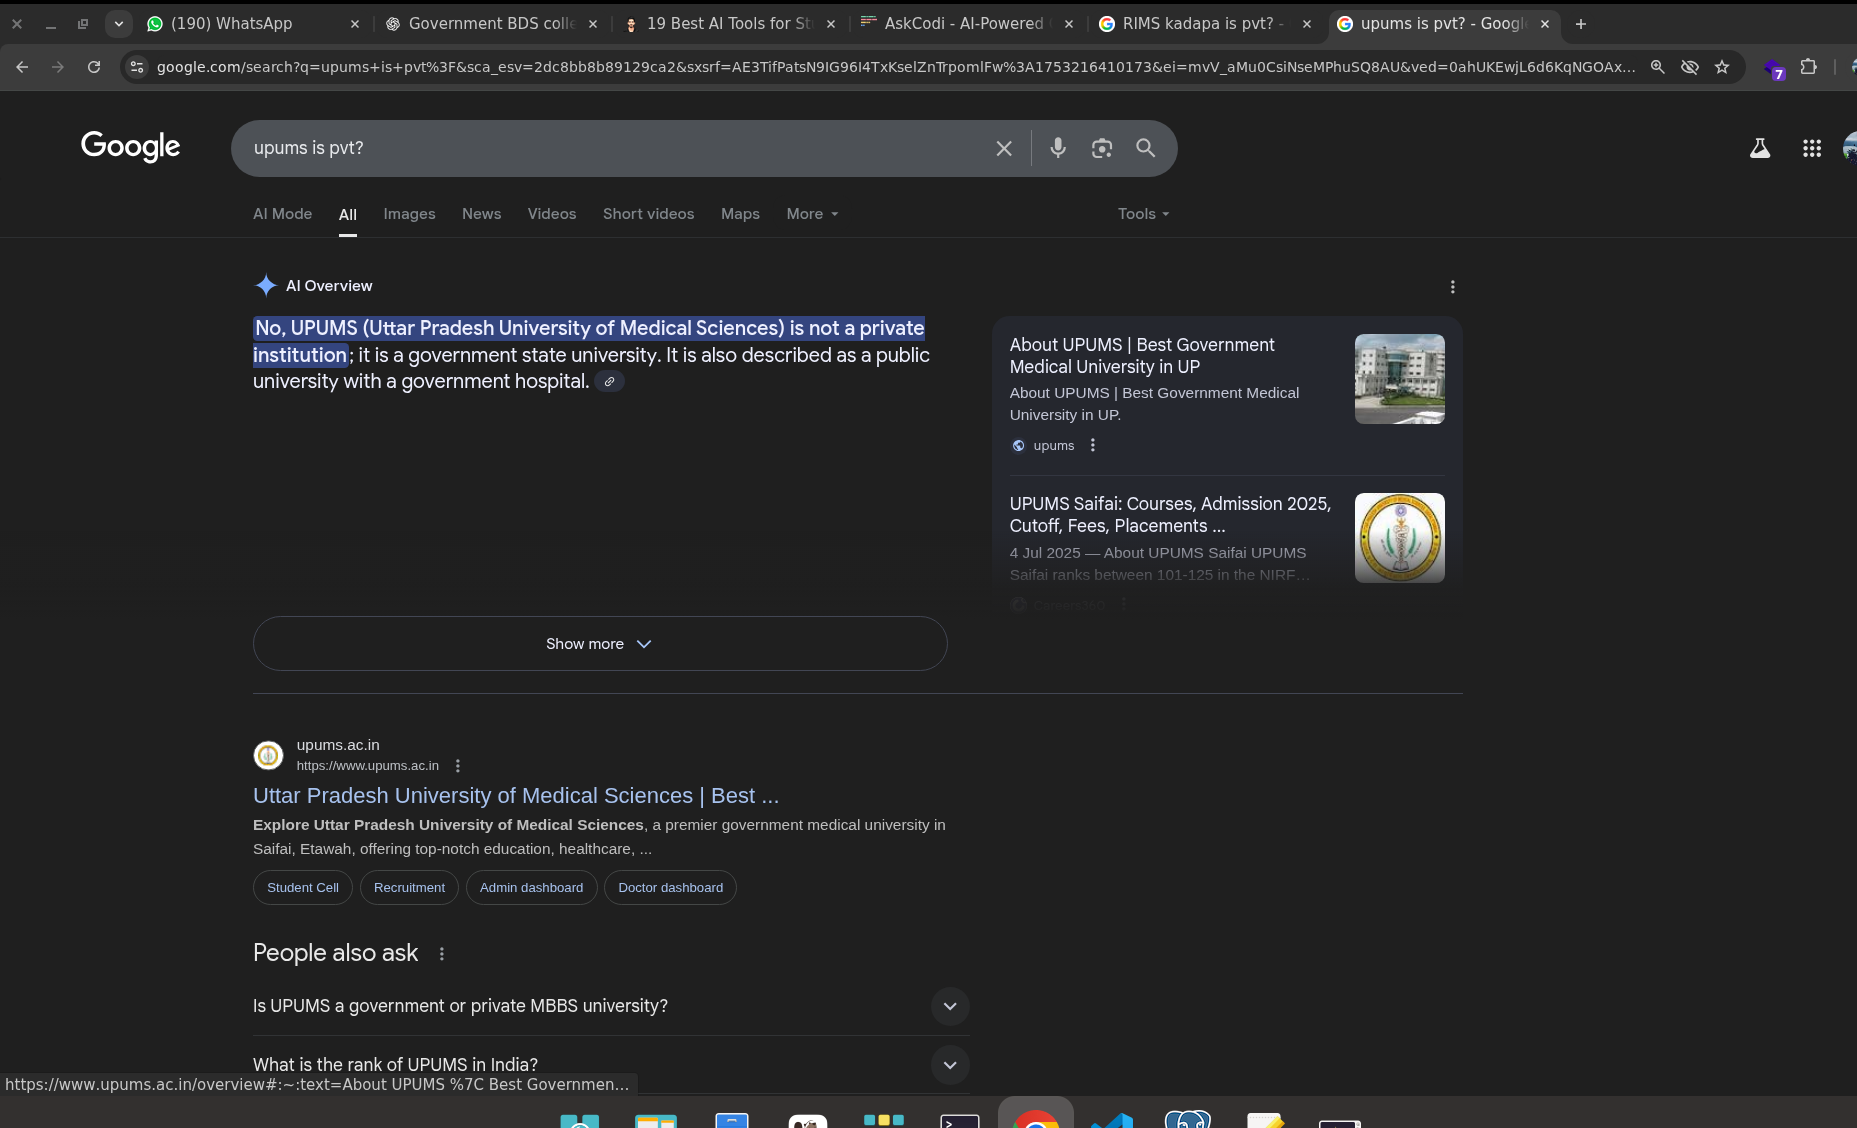 (190) WhatsApp
Government BDS colle
19 Best AI Tools for St
AskCodi - AI-Powered
RIMS kadapa is pvt? -
upums is pvt? - Google
google.com/search?q=upums+is+pvt%3F&sca_esv=2dc8bb8b89129ca2&sxsrf=AE3TifPatsN9IG96I4TxKselZnTrpomlFw%3A1753216410173&ei=mvV_aMu0CsiNseMPhuSQ8AU&ved=0ahUKEwjL6d6KqNGOAx...
7
Google
upums is pvt?
AI Mode
All
Images
News
Videos
Short videos
Maps
More
Tools
AI Overview
No, UPUMS (Uttar Pradesh University of Medical Sciences) is not a private
institution; it is a government state university. It is also described as a public
university with a government hospital.
About UPUMS | Best Government
Medical University in UP
About UPUMS | Best Government Medical
University in UP.
upums
UPUMS Saifai: Courses, Admission 2025,
Cutoff, Fees, Placements ...
4 Jul 2025 — About UPUMS Saifai UPUMS
Saifai ranks between 101-125 in the NIRF...
Careers360
Show more
upums.ac.in
https://www.upums.ac.in
Uttar Pradesh University of Medical Sciences | Best ...
Explore Uttar Pradesh University of Medical Sciences, a premier government medical university in
Saifai, Etawah, offering top-notch education, healthcare, ...
Student Cell
Recruitment
Admin dashboard
Doctor dashboard
People also ask
Is UPUMS a government or private MBBS university?
What is the rank of UPUMS in India?
https://www.upums.ac.in/overview#:~:text=About UPUMS %7C Best Governmen...